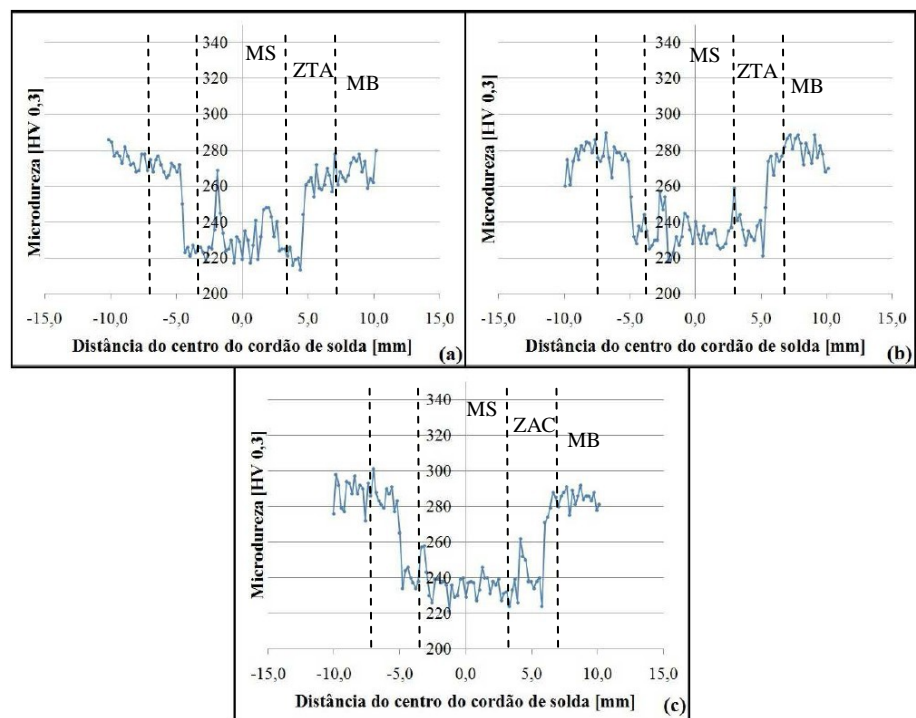 340
320
300
280
260
240
220
200
MS
ZTA
MB
Microdureza [HV 0,3]
-15,0 -10,0 -5,0 0,0 5,0 10,0 15,0
Distância do centro do cordão de solda [mm]
(a)
340
320
300
280
260
240
220
200
MS
ZTA
MB
Microdureza [HV 0,3]
-15,0 -10,0 -5,0 0,0 5,0 10,0 15,0
Distância do centro do cordão de solda [mm]
(b)
340
320
300
280
260
240
220
200
MS
ZAC
MB
Microdureza [HV 0,3]
-15,0 -10,0 -5,0 0,0 5,0 10,0 15,0
Distância do centro do cordão de solda [mm]
(c)